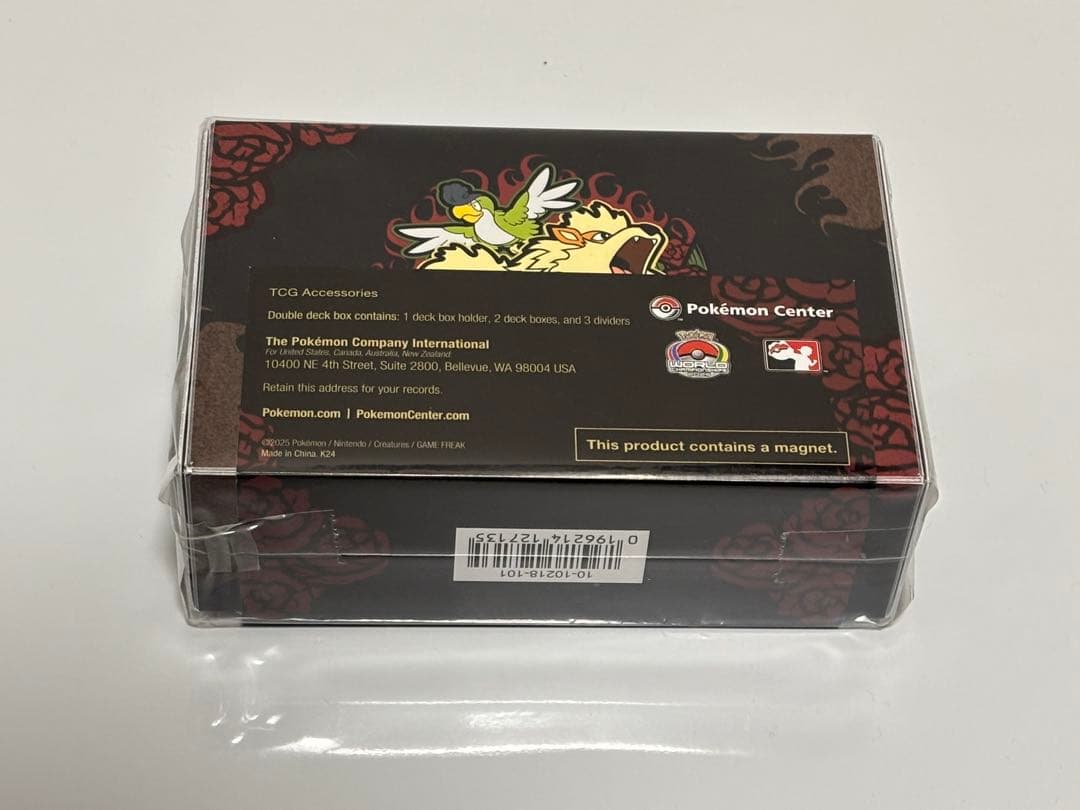 TCG Accessories
Double deck box contains: 1 deck box holder, 2 deck boxes, and 3 dividers
The Pokémon Company International
For United States, Canada, Australia, New Zealand:
10400 NE 4th Street, Suite 2800, Bellevue, WA 98004 USA
Retain this address for your records.
Pokemon.com | PokemonCenter.com
©2025 Pokémon / Nintendo / Creatures / GAME FREAK
Made in China. K24
Pokémon Center
Pokémon
WORLD
CHAMPIONSHIPS
This product contains a magnet.
10-10218-101
0 196214 127135